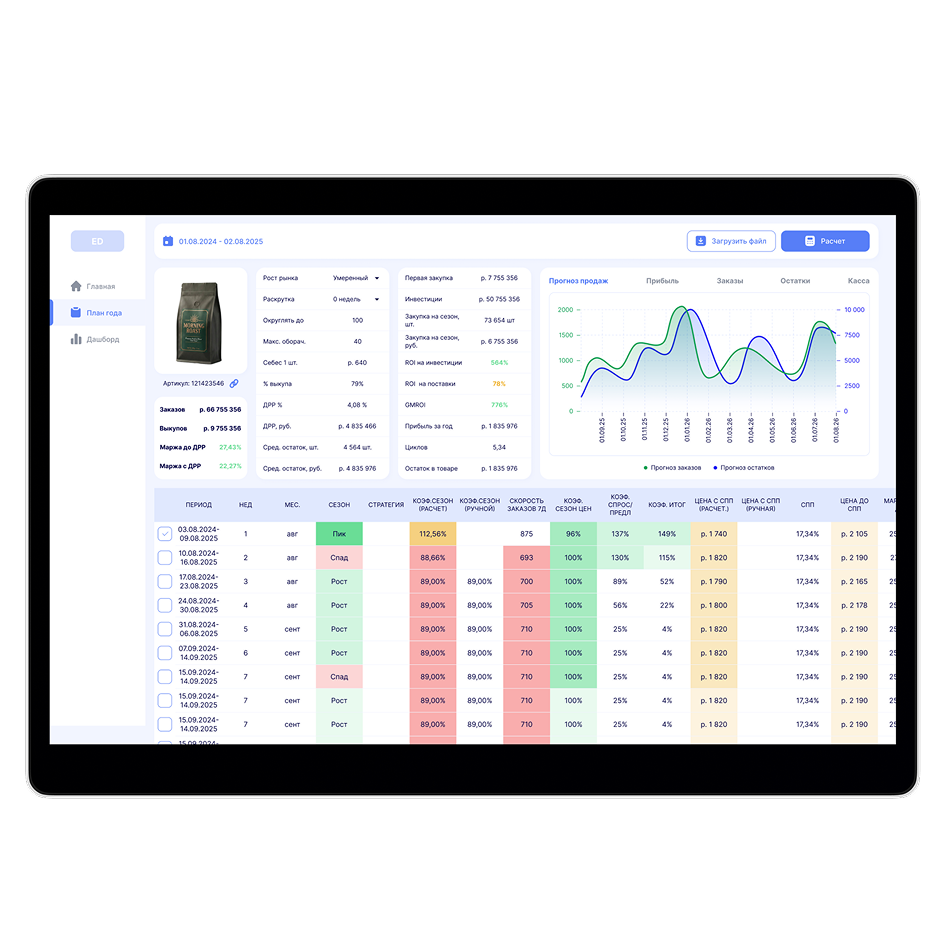 ED
Главная
План года
Дашборд
01.08.2024 - 02.08.2025
Загрузить файл
Расчет
MORNING
ROAST
Артикул: 121423546
Заказов р. 66 755 356
Выкупов р. 9 755 356
Маржа до ДРР 27,43%
Маржа с ДРР 22,27%
Рост рынка Умеренный
Раскрутка 0 недель
Округлять до 100
Макс. оборач. 40
Себес 1 шт. р. 640
% выкупа 79%
ДРР % 4,08 %
ДРР, руб. р. 4 835 466
Сред. остаток, шт. 4 564 шт.
Сред. остаток, руб. р. 4 835 976
Первая закупка р. 7 755 356
Инвестиции р. 50 755 356
Закупка на сезон,
шт. 73 654 шт
Закупка на сезон,
руб. р. 6 755 356
ROI на инвестиции 564%
ROI на поставки 78%
GMROI 776%
Прибыль за год р. 1 835 976
Циклов 5,34
Остаток в товаре р. 1 835 976
Прогноз продаж Прибыль Заказы Остатки Касса
2000 10 000
1500 7500
1000 5000
500 2500
0 0
01.09.25 01.10.25 01.11.25 01.12.25 01.01.26 01.02.26 01.03.26 01.04.26 01.05.26 01.06.26 01.07.26 01.08.26
Прогноз заказов Прогноз остатков
ПЕРИОД НЕД МЕС. СЕЗОН СТРАТЕГИЯ КОЭФ.СЕЗОН (РАСЧЕТ) КОЭФ.СЕЗОН (РУЧНОЙ) СКОРОСТЬ ЗАКАЗОВ 7Д КОЭФ. СЕЗОН ЦЕН КОЭФ. СПРОС/ ПРЕДЛ КОЭФ. ИТОГ ЦЕНА С СПП (РАСЧЕТ.) ЦЕНА С СПП (РУЧНАЯ) СПП ЦЕНА ДО СПП
03.08.2024-
09.08.2025 1 авг Пик 112,56% 875 96% 137% 149% р. 1 740 17,34% р. 2 105
10.08.2024-
16.08.2025 2 авг Спад 88,66% 693 100% 130% 115% р. 1 820 17,34% р. 2 190
17.08.2024-
23.08.2025 3 авг Рост 89,00% 89,00% 700 100% 89% 52% р. 1 790 17,34% р. 2 165
24.08.2024-
30.08.2025 4 авг Рост 89,00% 89,00% 705 100% 56% 22% р. 1 800 17,34% р. 2 178
31.08.2024-
06.08.2025 5 сент Рост 89,00% 89,00% 710 100% 25% 4% р. 1 820 17,34% р. 2 190
07.09.2024-
14.09.2025 6 сент Рост 89,00% 89,00% 710 100% 25% 4% р. 1 820 17,34% р. 2 190
15.09.2024-
14.09.2025 7 сент Спад 89,00% 89,00% 710 100% 25% 4% р. 1 820 17,34% р. 2 190
15.09.2024-
14.09.2025 7 сент Рост 89,00% 89,00% 710 100% 25% 4% р. 1 820 17,34% р. 2 190
15.09.2024-
14.09.2025 7 сент Рост 89,00% 89,00% 710 100% 25% 4% р. 1 820 17,34% р. 2 190
15.09.2024-